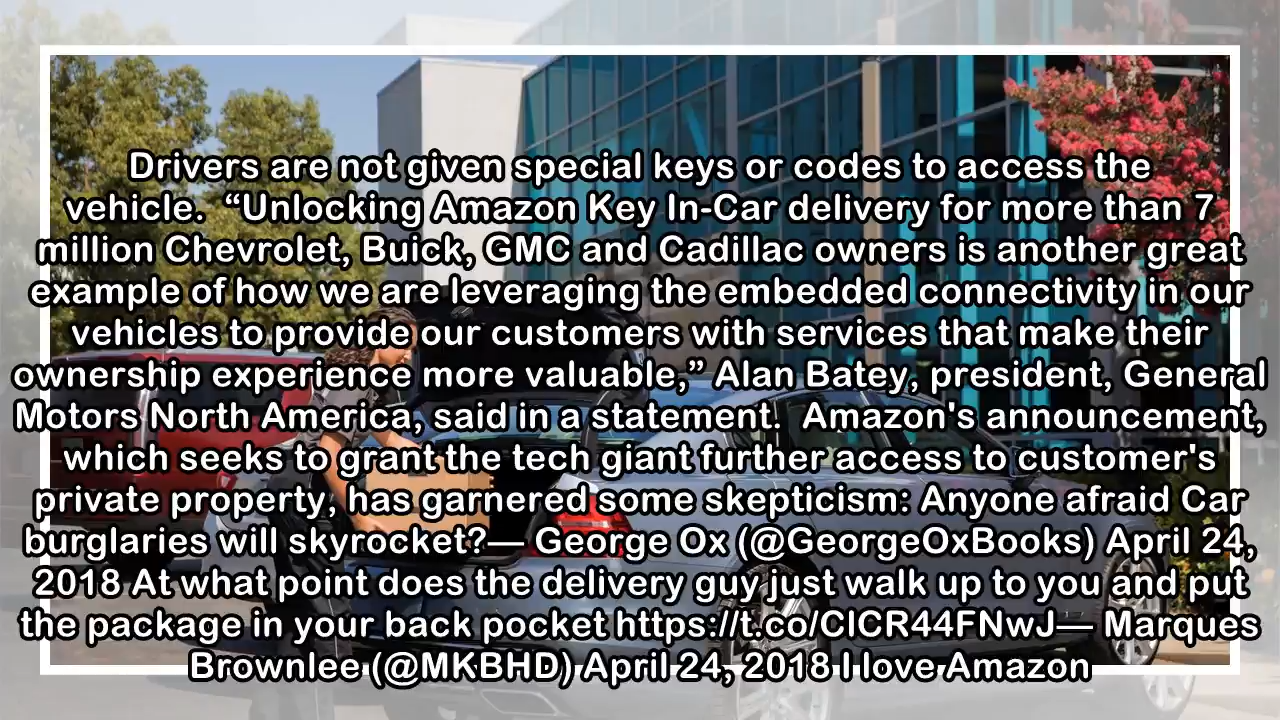 Drivers are not given special keys or codes to access the
vehicle.  “Unlocking Amazon Key In-Car delivery for more than 7
million Chevrolet, Buick, GMC and Cadillac owners is another great
example of how we are leveraging the embedded connectivity in our
vehicles to provide our customers with services that make their
ownership experience more valuable,” Alan Batey, president, General
Motors North America, said in a statement.  Amazon's announcement,
which seeks to grant the tech giant further access to customer's
private property, has garnered some skepticism: Anyone afraid Car
burglaries will skyrocket?— George Ox (@GeorgeOxBooks) April 24,
2018 At what point does the delivery guy just walk up to you and put
the package in your back pocket https://t.co/ClCR44FNwJ— Marques
Brownlee (@MKBHD) April 24, 2018 I love Amazon